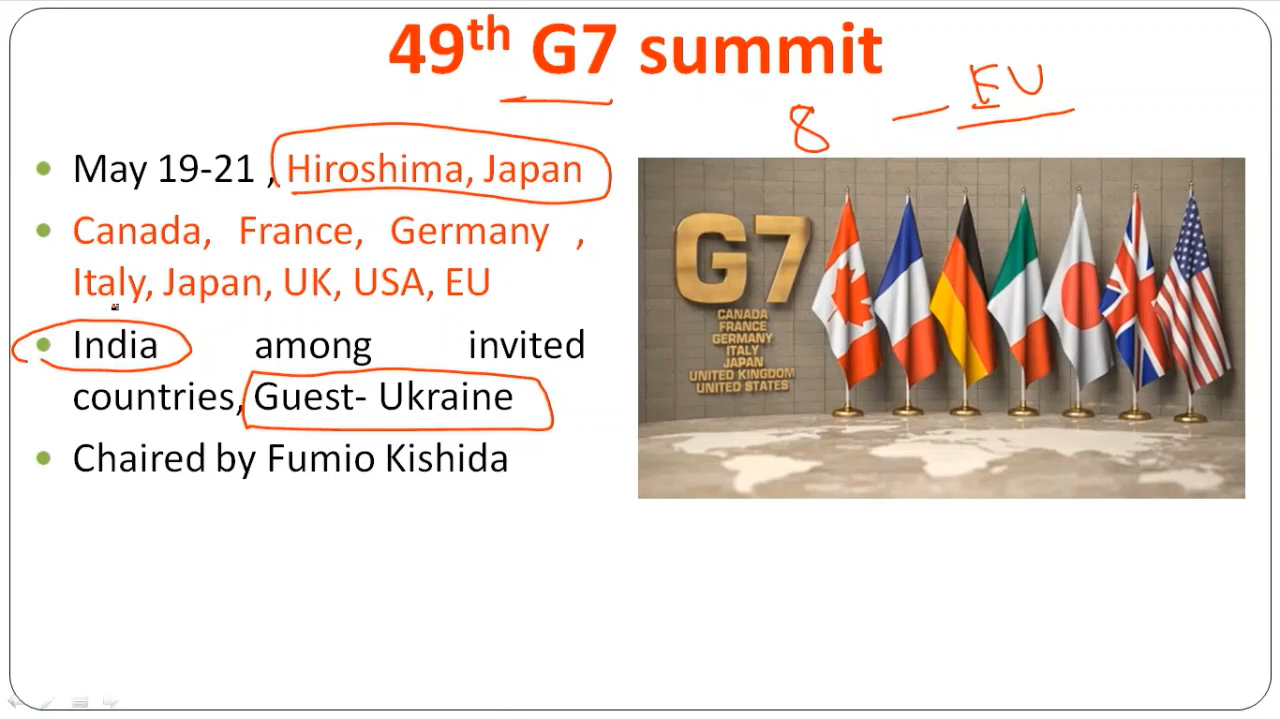 49th G7 summit
8 — EU
May 19-21 , Hiroshima, Japan
Canada, France, Germany ,
Italy, Japan, UK, USA, EU
India among invited
countries, Guest- Ukraine
Chaired by Fumio Kishida
G7
CANADA
FRANCE
GERMANY
ITALY
JAPAN
UNITED KINGDOM
UNITED STATES